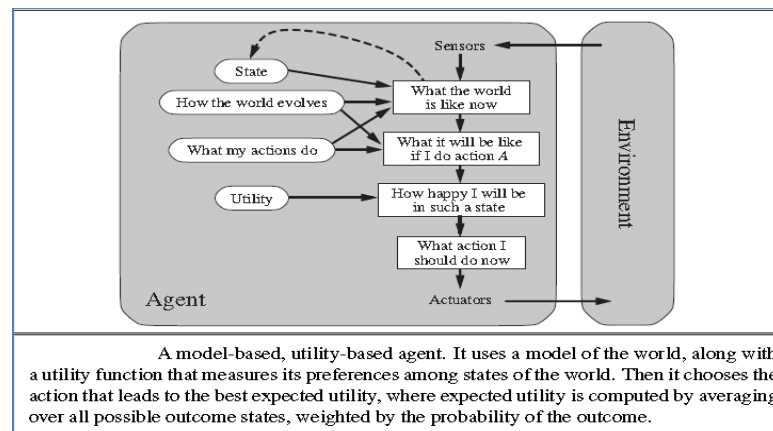 Sensors
State
What the world
is like now
How the world evolves
What my actions do
What it will be like
if I do action A
Utility
How happy I will be
in such a state
What action I
should do now
Agent
Actuators
Environment
A model-based, utility-based agent. It uses a model of the world, along with
a utility function that measures its preferences among states of the world. Then it chooses the
action that leads to the best expected utility, where expected utility is computed by averaging
over all possible outcome states, weighted by the probability of the outcome.